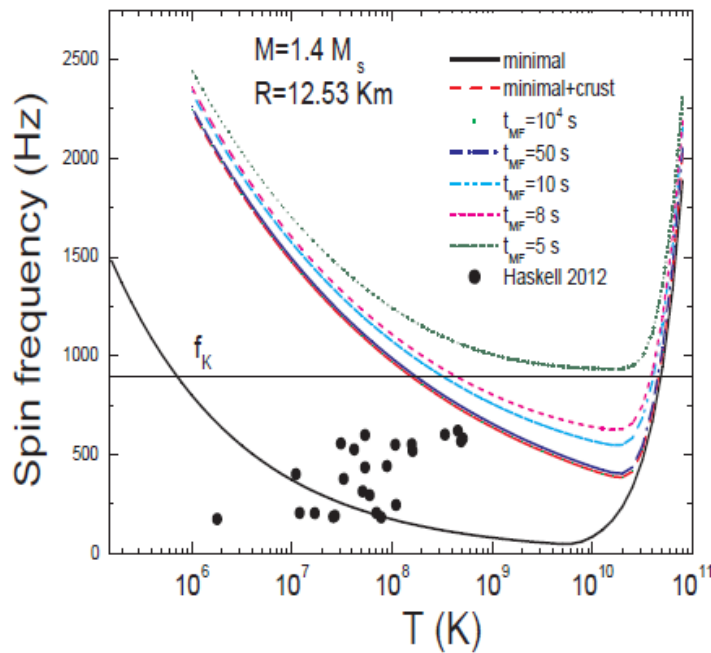 M=1.4 M_s
R=12.53 Km
minimal
minimal+crust
t_MF=10^4 s
t_MF=50 s
t_MF=10 s
t_MF=8 s
t_MF=5 s
Haskell 2012
f_K
Spin frequency (Hz)
2500
2000
1500
1000
500
0
10^6
10^7
10^8
10^9
10^10
10^11
T (K)